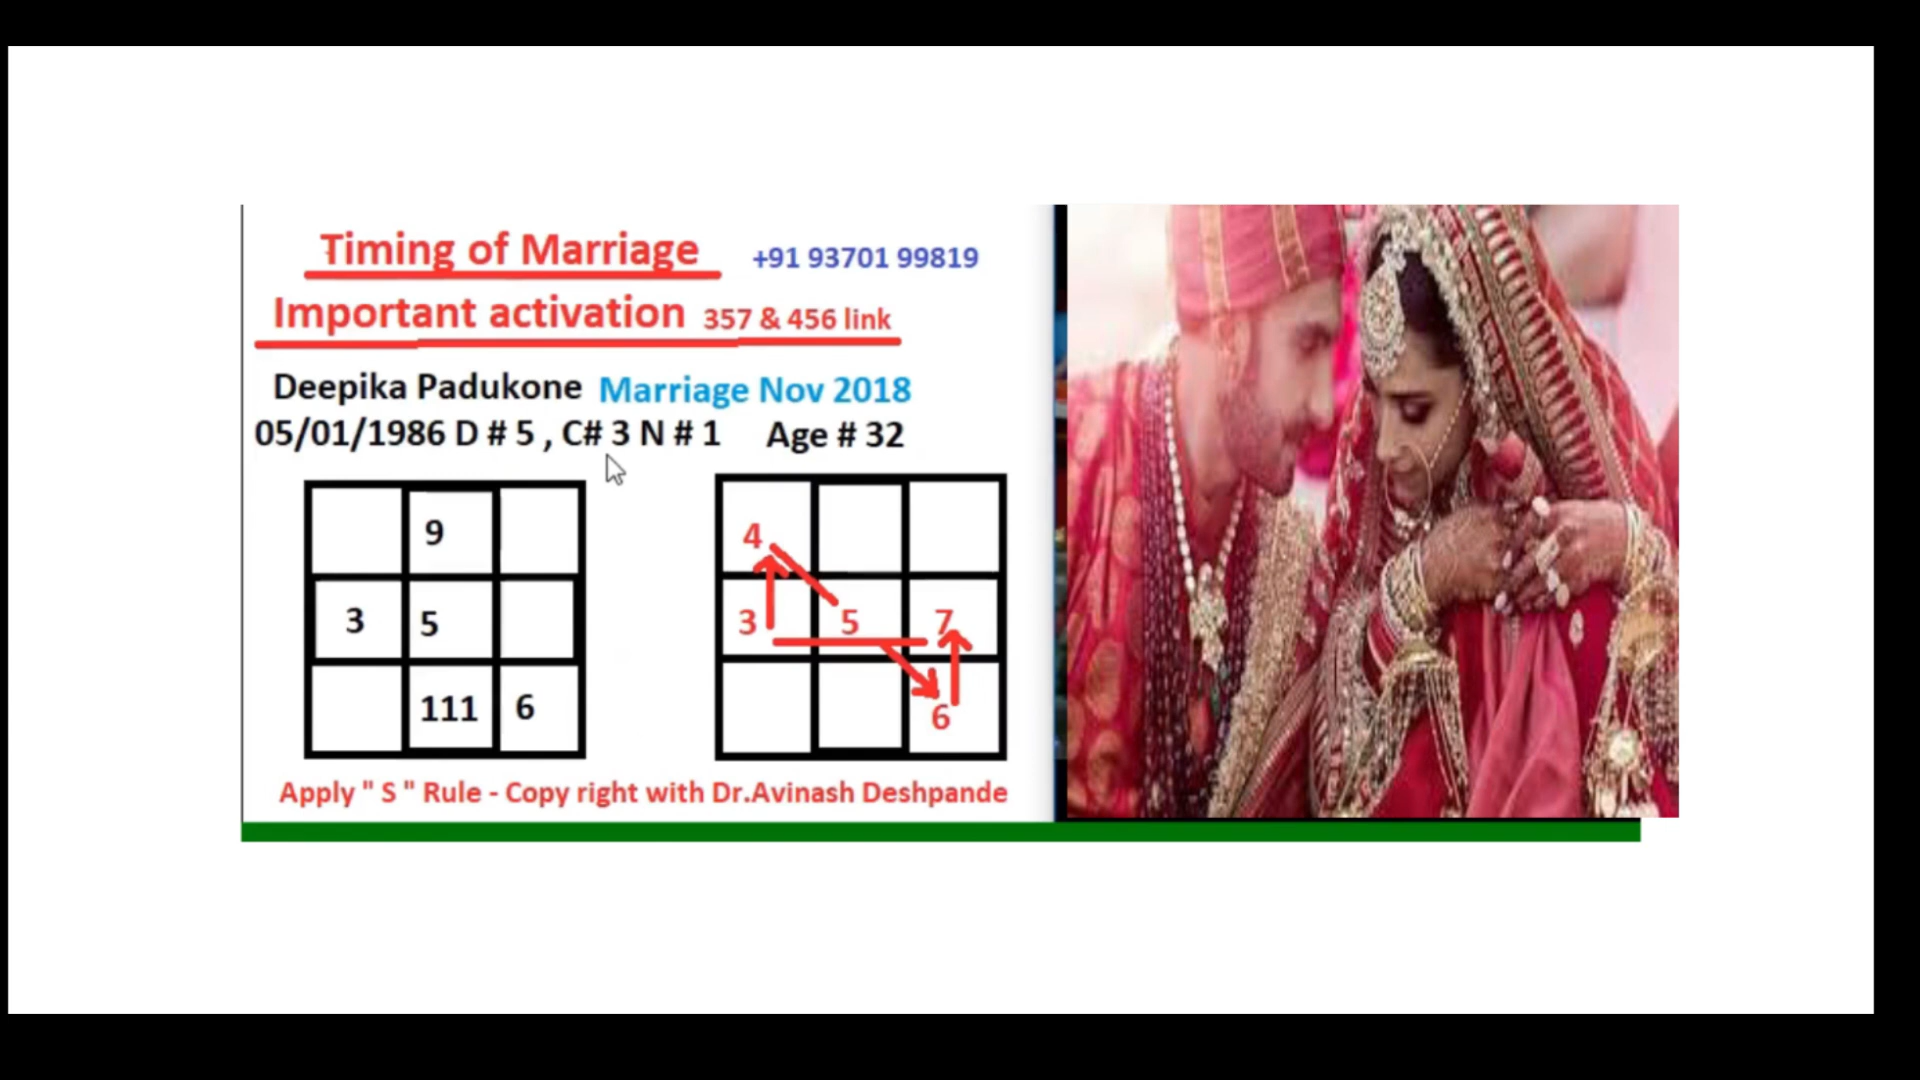 Timing of Marriage +91 93701 99819
Important activation 357 & 456 link
Deepika Padukone Marriage Nov 2018
05/01/1986 D # 5 , C# 3 N # 1 Age # 32
9
3 5
111 6
4
3 5 7
6
Apply " S " Rule - Copy right with Dr.Avinash Deshpande